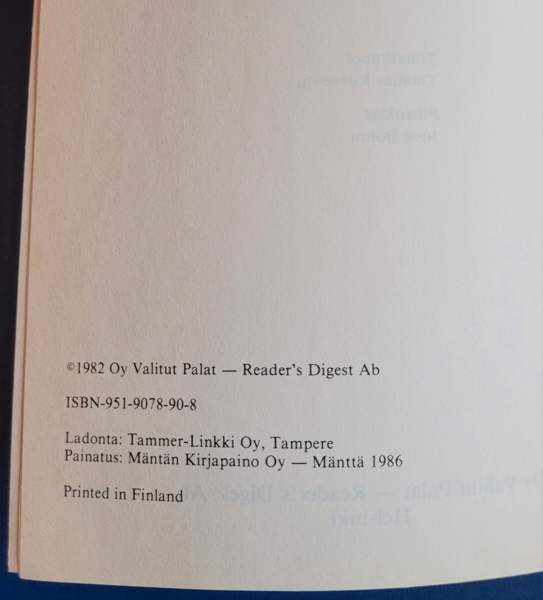 ©1982 Oy Valitut Palat — Reader's Digest Ab
ISBN-951-9078-90-8
Ladonta: Tammer-Linkki Oy, Tampere
Painatus: Mäntän Kirjapaino Oy — Mänttä 1986
Printed in Finland